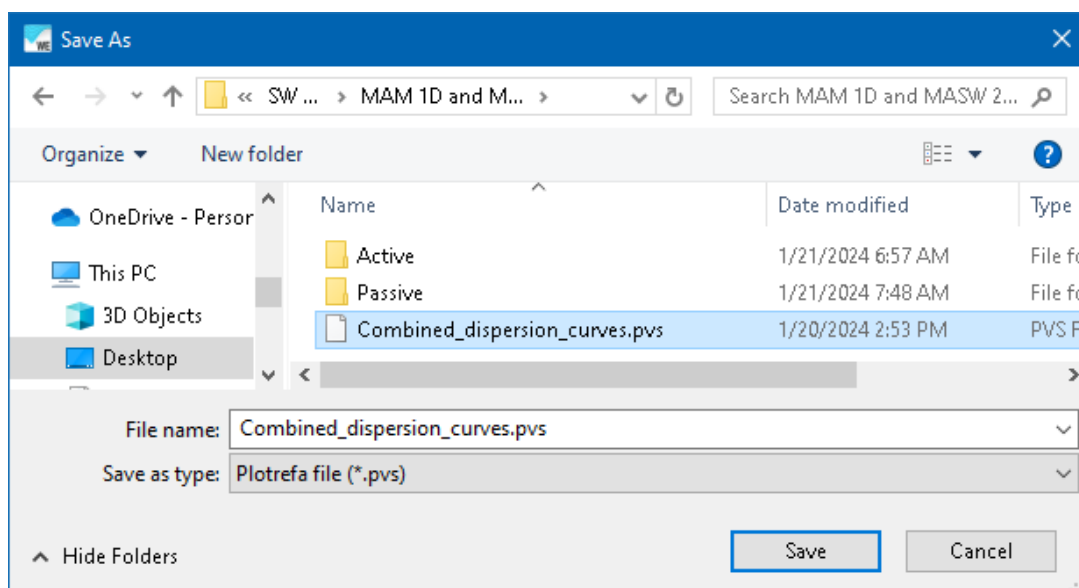 WE Save As
« SW ... > MAM 1D and M... > Search MAM 1D and MASW 2...
Organize New folder ?
Name Date modified Type
OneDrive - Person
This PC
3D Objects
Desktop
Active 1/21/2024 6:57 AM File fo
Passive 1/21/2024 7:48 AM File fo
Combined_dispersion_curves.pvs 1/20/2024 2:53 PM PVS F
File name: Combined_dispersion_curves.pvs
Save as type: Plotrefa file (*.pvs)
Hide Folders Save Cancel